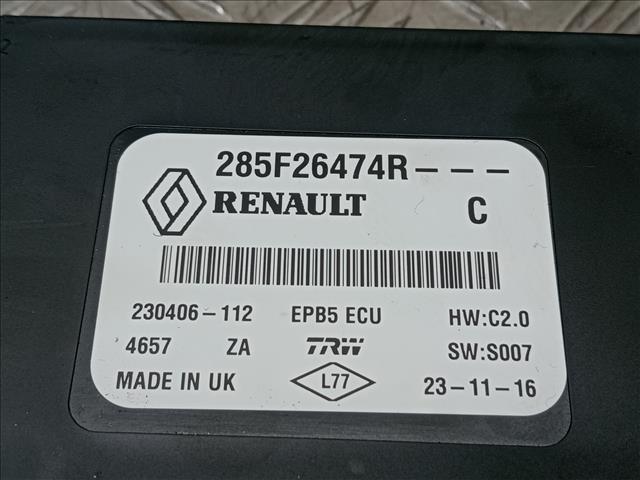 2
285F26474R---
RENAULT C
230406-112 EPB5 ECU HW:C2.0
4657 ZA TRW SW:S007
MADE IN UK L77 23-11-16